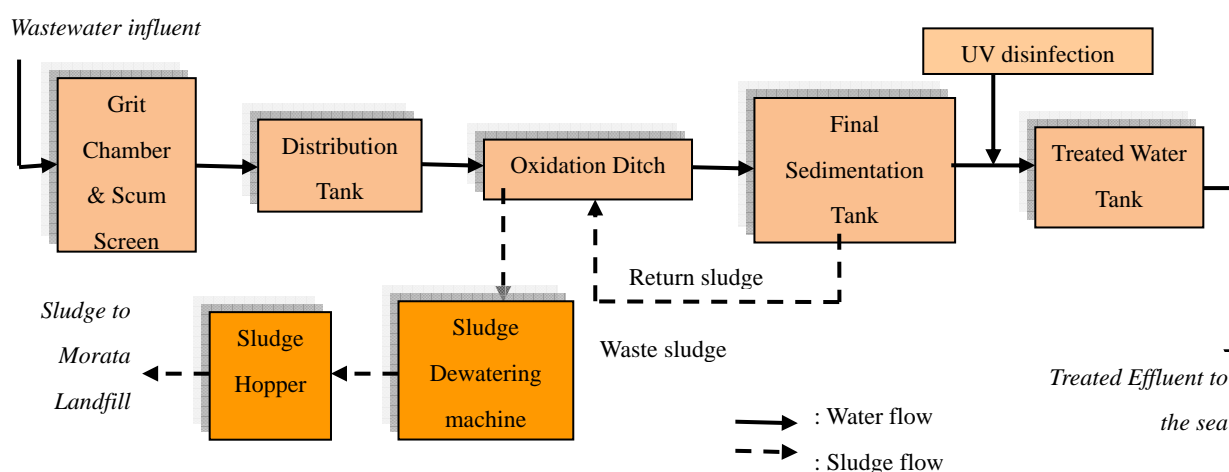 Wastewater influent
UV disinfection
Grit
Chamber
& Scum
Screen
Distribution
Tank
Oxidation Ditch
Final
Sedimentation
Tank
Treated Water
Tank
Return sludge
Sludge to
Morata
Landfill
Sludge
Hopper
Sludge
Dewatering
machine
Waste sludge
Treated Effluent to
the sea
: Water flow
: Sludge flow